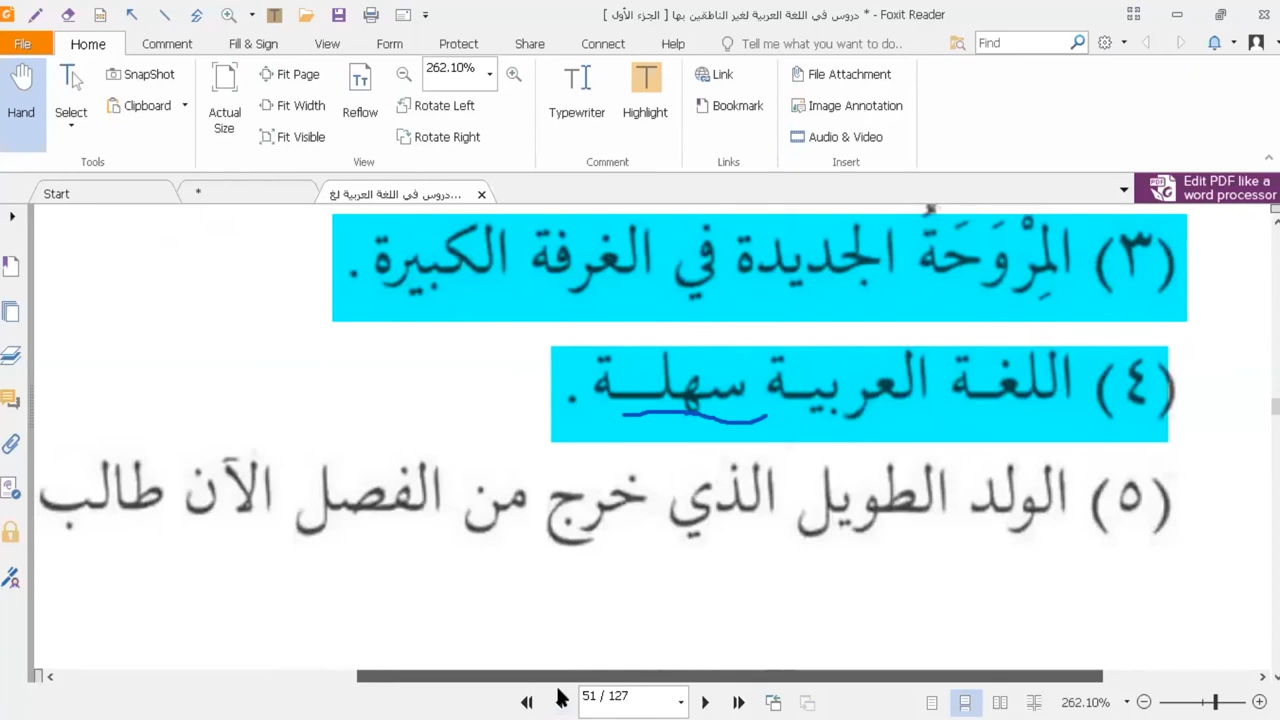 دروس في اللغة العربية لغير الناطقين بها [ الجزء الأول ] * - Foxit Reader
File Home Comment Fill & Sign View Form Protect Share Connect Help Tell me what you want to do.. Find
Hand
Select
SnapShot
Clipboard
Tools
Actual Size
Fit Page
Fit Width
Fit Visible
Reflow
262.10%
Rotate Left
Rotate Right
View
Typewriter
Highlight
Comment
Link
Bookmark
Links
File Attachment
Image Annotation
Audio & Video
Insert
Start
*
دروس في اللغة العربية لغ...
Edit PDF like a
word processor
(٣) المِرْوَحَةُ الجديدة في الغرفة الكبيرة .
(٤) اللغة العربية سهلة .
(٥) الولد الطويل الذي خرج من الفصل الآن طالب
51 / 127
262.10%